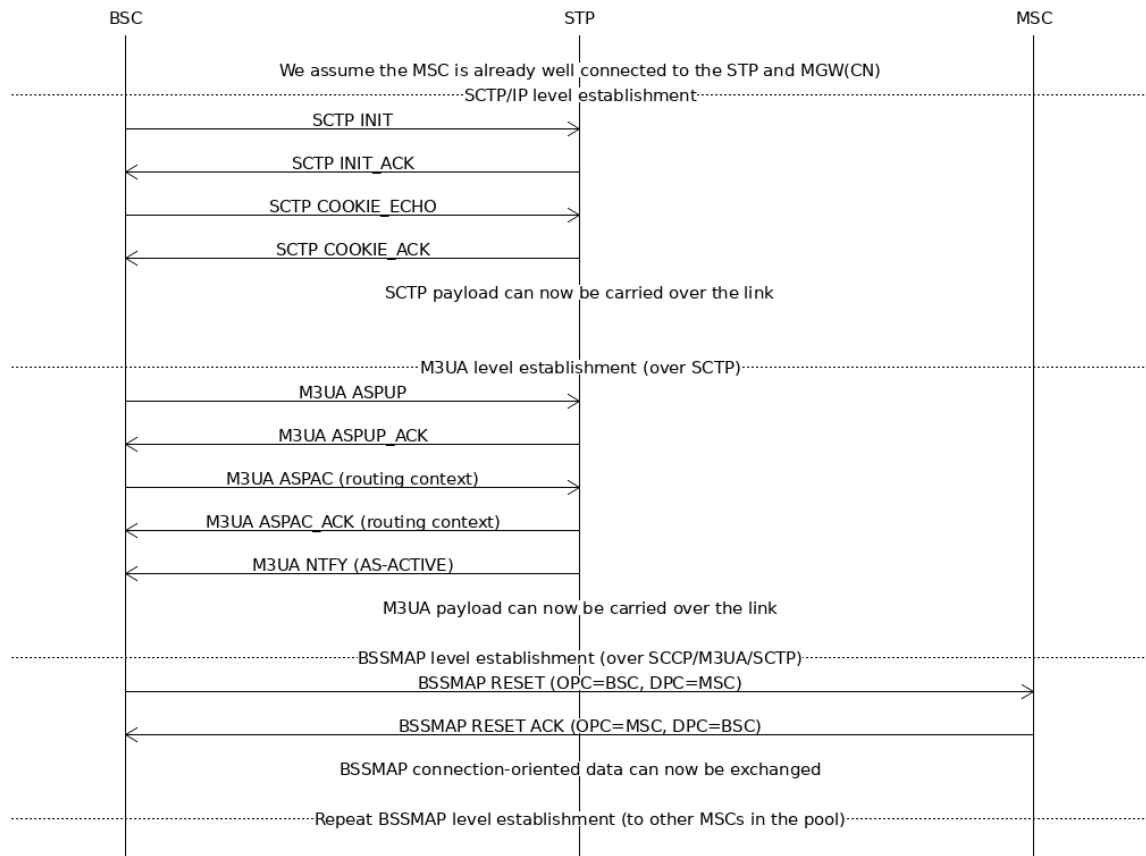 BSC STP MSC
We assume the MSC is already well connected to the STP and MGW(CN)
SCTP/IP level establishment
SCTP INIT
SCTP INIT_ACK
SCTP COOKIE_ECHO
SCTP COOKIE_ACK
SCTP payload can now be carried over the link
M3UA level establishment (over SCTP)
M3UA ASPUP
M3UA ASPUP_ACK
M3UA ASPAC (routing context)
M3UA ASPAC_ACK (routing context)
M3UA NTFY (AS-ACTIVE)
M3UA payload can now be carried over the link
BSSMAP level establishment (over SCCP/M3UA/SCTP)
BSSMAP RESET (OPC=BSC, DPC=MSC)
BSSMAP RESET ACK (OPC=MSC, DPC=BSC)
BSSMAP connection-oriented data can now be exchanged
Repeat BSSMAP level establishment (to other MSCs in the pool)